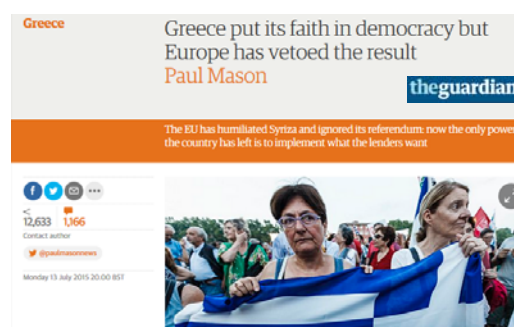 Greece
Greece put its faith in democracy but
Europe has vetoed the result
Paul Mason
theguardian
The EU has humiliated Syriza and ignored its referendum: now the only power
the country has left is to implement what the lenders want
12,633 1,166
Contact author
@paulmasonnews
Monday 13 July 2015 20.00 BST